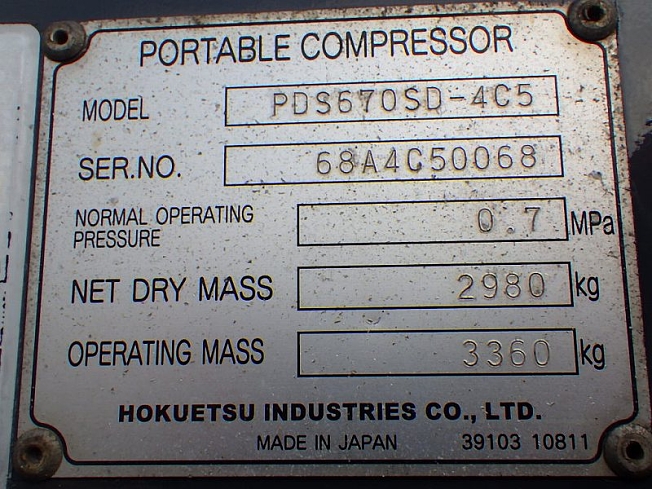 PORTABLE COMPRESSOR
MODEL PDS670SD-4C5
SER.NO. 68A4C50068
NORMAL OPERATING
PRESSURE 0.7 MPa
NET DRY MASS 2980 kg
OPERATING MASS 3360 kg
HOKUETSU INDUSTRIES CO., LTD.
MADE IN JAPAN 39103 10811